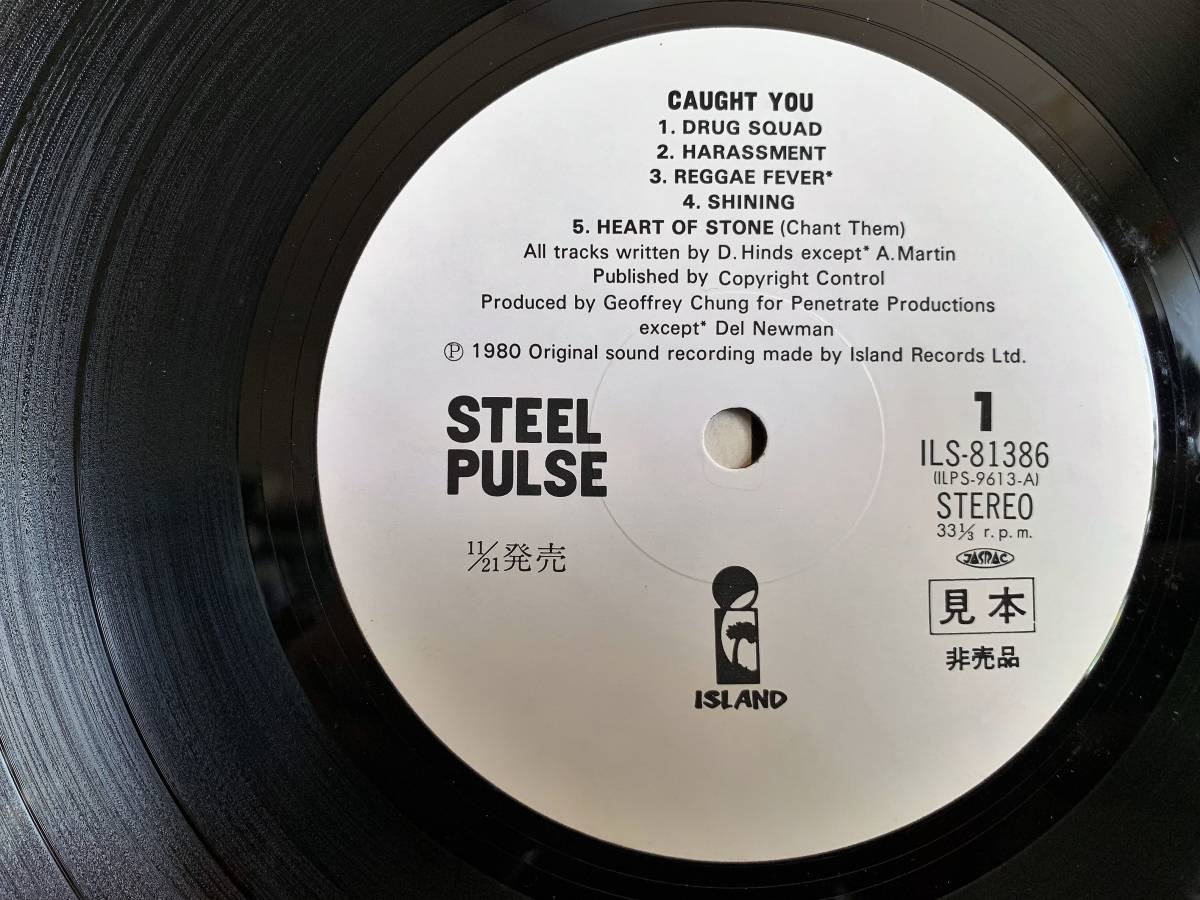 CAUGHT YOU
1. DRUG SQUAD
2. HARASSMENT
3. REGGAE FEVER*
4. SHINING
5. HEART OF STONE (Chant Them)
All tracks written by D. Hinds except* A. Martin
Published by Copyright Control
Produced by Geoffrey Chung for Penetrate Productions
except* Del Newman
Ⓟ 1980 Original sound recording made by Island Records Ltd.
STEEL
PULSE
11/21発売
1
ILS-81386
(ILPS-9613-A)
STEREO
33⅓ r.p.m.
JASRAC
見本
非売品
ISLAND